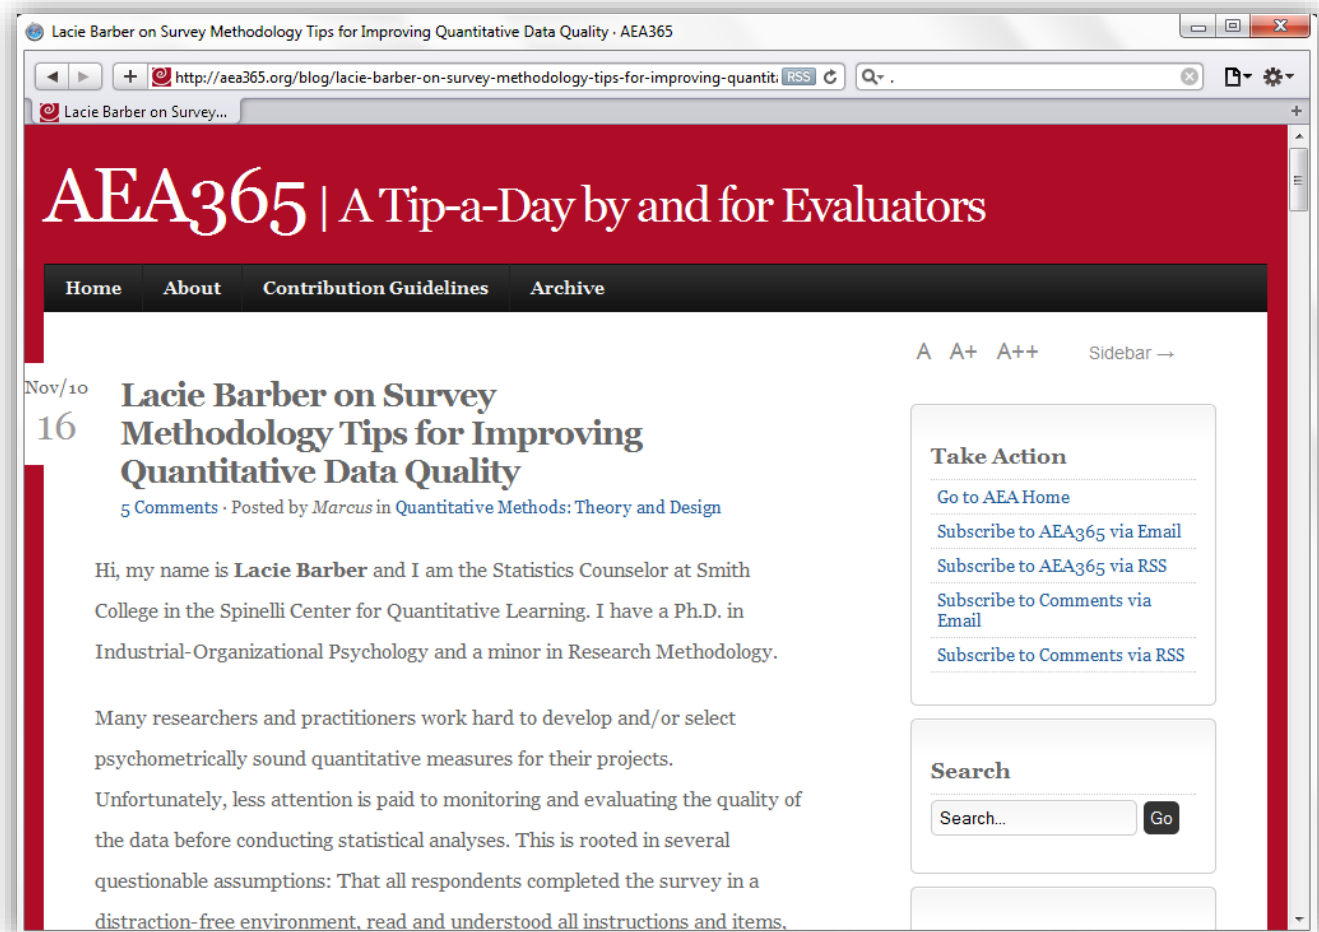 Lacie Barber on Survey Methodology Tips for Improving Quantitative Data Quality · AEA365
http://aea365.org/blog/lacie-barber-on-survey-methodology-tips-for-improving-quantit
RSS
.
Lacie Barber on Survey...
AEA365 | A Tip-a-Day by and for Evaluators
Home About Contribution Guidelines Archive
A A+ A++ Sidebar →
Nov/10
16
Lacie Barber on Survey
Methodology Tips for Improving
Quantitative Data Quality
5 Comments · Posted by Marcus in Quantitative Methods: Theory and Design
Hi, my name is Lacie Barber and I am the Statistics Counselor at Smith
College in the Spinelli Center for Quantitative Learning. I have a Ph.D. in
Industrial-Organizational Psychology and a minor in Research Methodology.
Many researchers and practitioners work hard to develop and/or select
psychometrically sound quantitative measures for their projects.
Unfortunately, less attention is paid to monitoring and evaluating the quality of
the data before conducting statistical analyses. This is rooted in several
questionable assumptions: That all respondents completed the survey in a
distraction-free environment, read and understood all instructions and items,
Take Action
Go to AEA Home
Subscribe to AEA365 via Email
Subscribe to AEA365 via RSS
Subscribe to Comments via
Email
Subscribe to Comments via RSS
Search
Search... Go